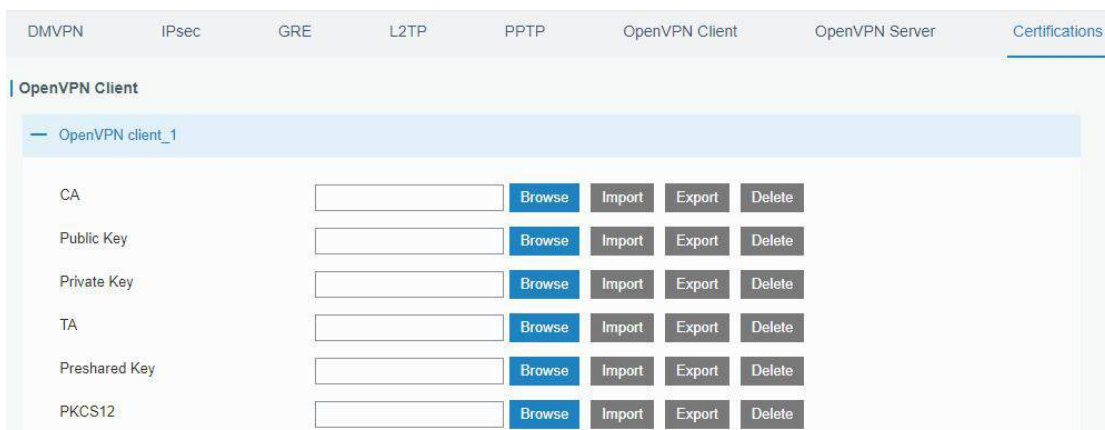 DMVPN IPsec GRE L2TP PPTP OpenVPN Client OpenVPN Server Certifications
OpenVPN Client
OpenVPN client_1
CA Browse Import Export Delete
Public Key Browse Import Export Delete
Private Key Browse Import Export Delete
TA Browse Import Export Delete
Preshared Key Browse Import Export Delete
PKCS12 Browse Import Export Delete